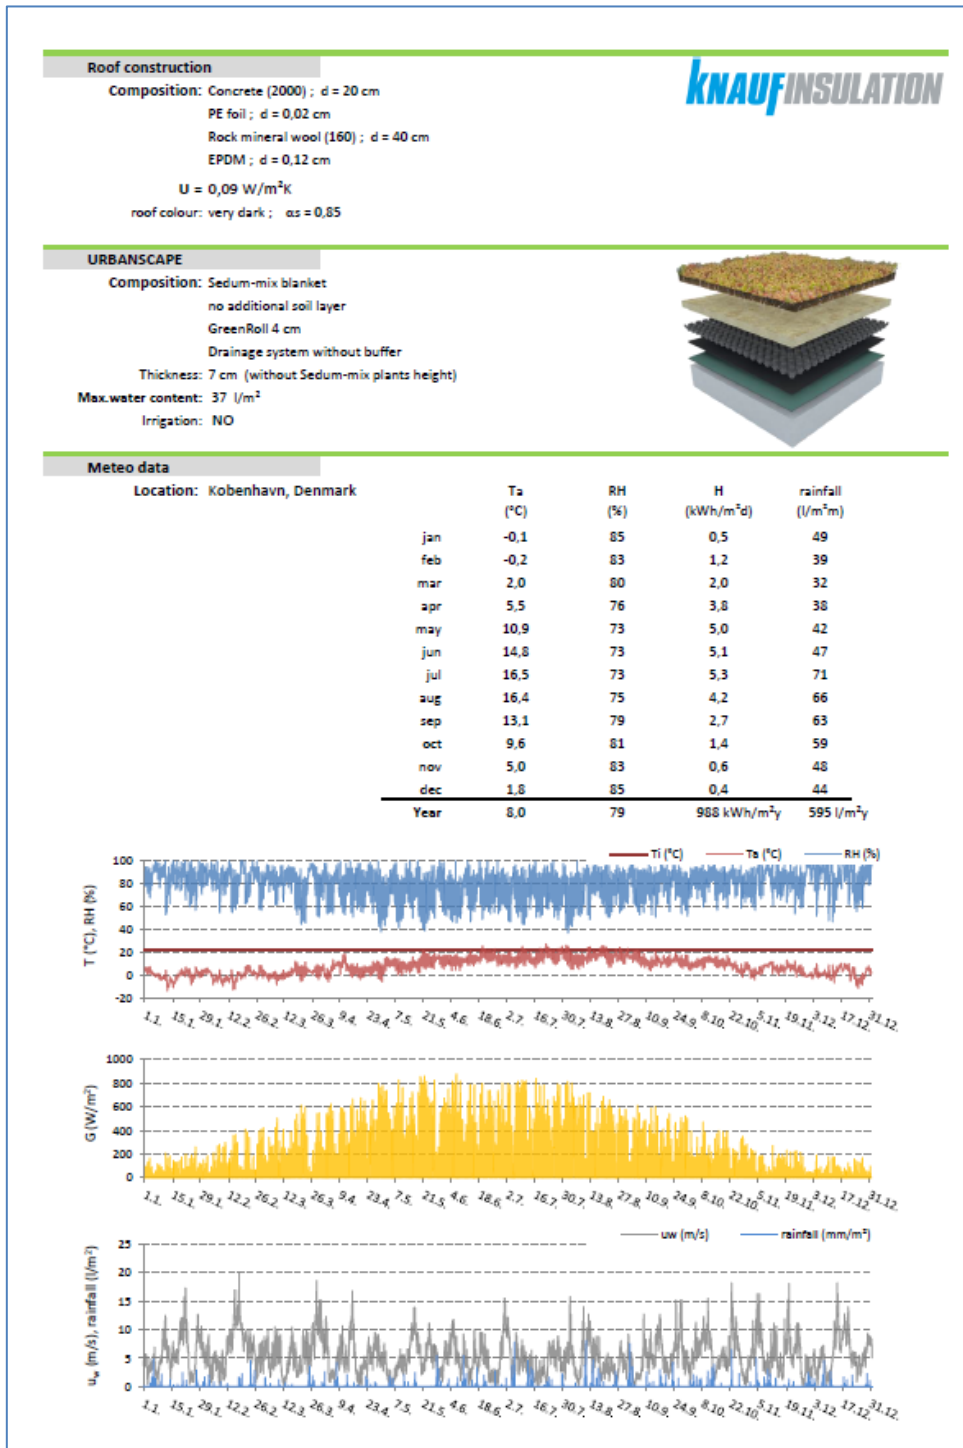 KNAUFINSULATION
Roof construction
Composition: Concrete (2000) ; d = 20 cm
PE foil ; d = 0,02 cm
Rock mineral wool (160) ; d = 40 cm
EPDM ; d = 0,12 cm
U = 0,09 W/m²K
roof colour: very dark ; αs = 0,85
URBANSCAPE
Composition: Sedum-mix blanket
no additional soil layer
GreenRoll 4 cm
Drainage system without buffer
Thickness: 7 cm (without Sedum-mix plants height)
Max.water content: 37 l/m²
Irrigation: NO
Meteo data
Location: Kobenhavn, Denmark
Ta RH H rainfall
(°C) (%) (kWh/m²d) (l/m²m)
jan -0,1 85 0,5 49
feb -0,2 83 1,2 39
mar 2,0 80 2,0 32
apr 5,5 76 3,8 38
may 10,9 73 5,0 42
jun 14,8 73 5,1 47
jul 16,5 73 5,3 71
aug 16,4 75 4,2 66
sep 13,1 79 2,7 63
oct 9,6 81 1,4 59
nov 5,0 83 0,6 48
dec 1,8 85 0,4 44
Year 8,0 79 988 kWh/m²y 595 l/m²y
Ti (°C) Ta (°C) RH (%)
T (°C), RH (%)
100
80
60
40
20
0
-20
1.1. 15.1. 29.1. 12.2. 26.2. 12.3. 26.3. 9.4. 23.4. 7.5. 21.5. 4.6. 18.6. 2.7. 16.7. 30.7. 13.8. 27.8. 10.9. 24.9. 8.10. 22.10. 5.11. 19.11. 3.12. 17.12. 31.12.
G (W/m²)
1000
800
600
400
200
0
1.1. 15.1. 29.1. 12.2. 26.2. 12.3. 26.3. 9.4. 23.4. 7.5. 21.5. 4.6. 18.6. 2.7. 16.7. 30.7. 13.8. 27.8. 10.9. 24.9. 8.10. 22.10. 5.11. 19.11. 3.12. 17.12. 31.12.
uw (m/s) rainfall (mm/m²)
uw (m/s), rainfall (l/m²)
25
20
15
10
5
0
1.1. 15.1. 29.1. 12.2. 26.2. 12.3. 26.3. 9.4. 23.4. 7.5. 21.5. 4.6. 18.6. 2.7. 16.7. 30.7. 13.8. 27.8. 10.9. 24.9. 8.10. 22.10. 5.11. 19.11. 3.12. 17.12. 31.12.